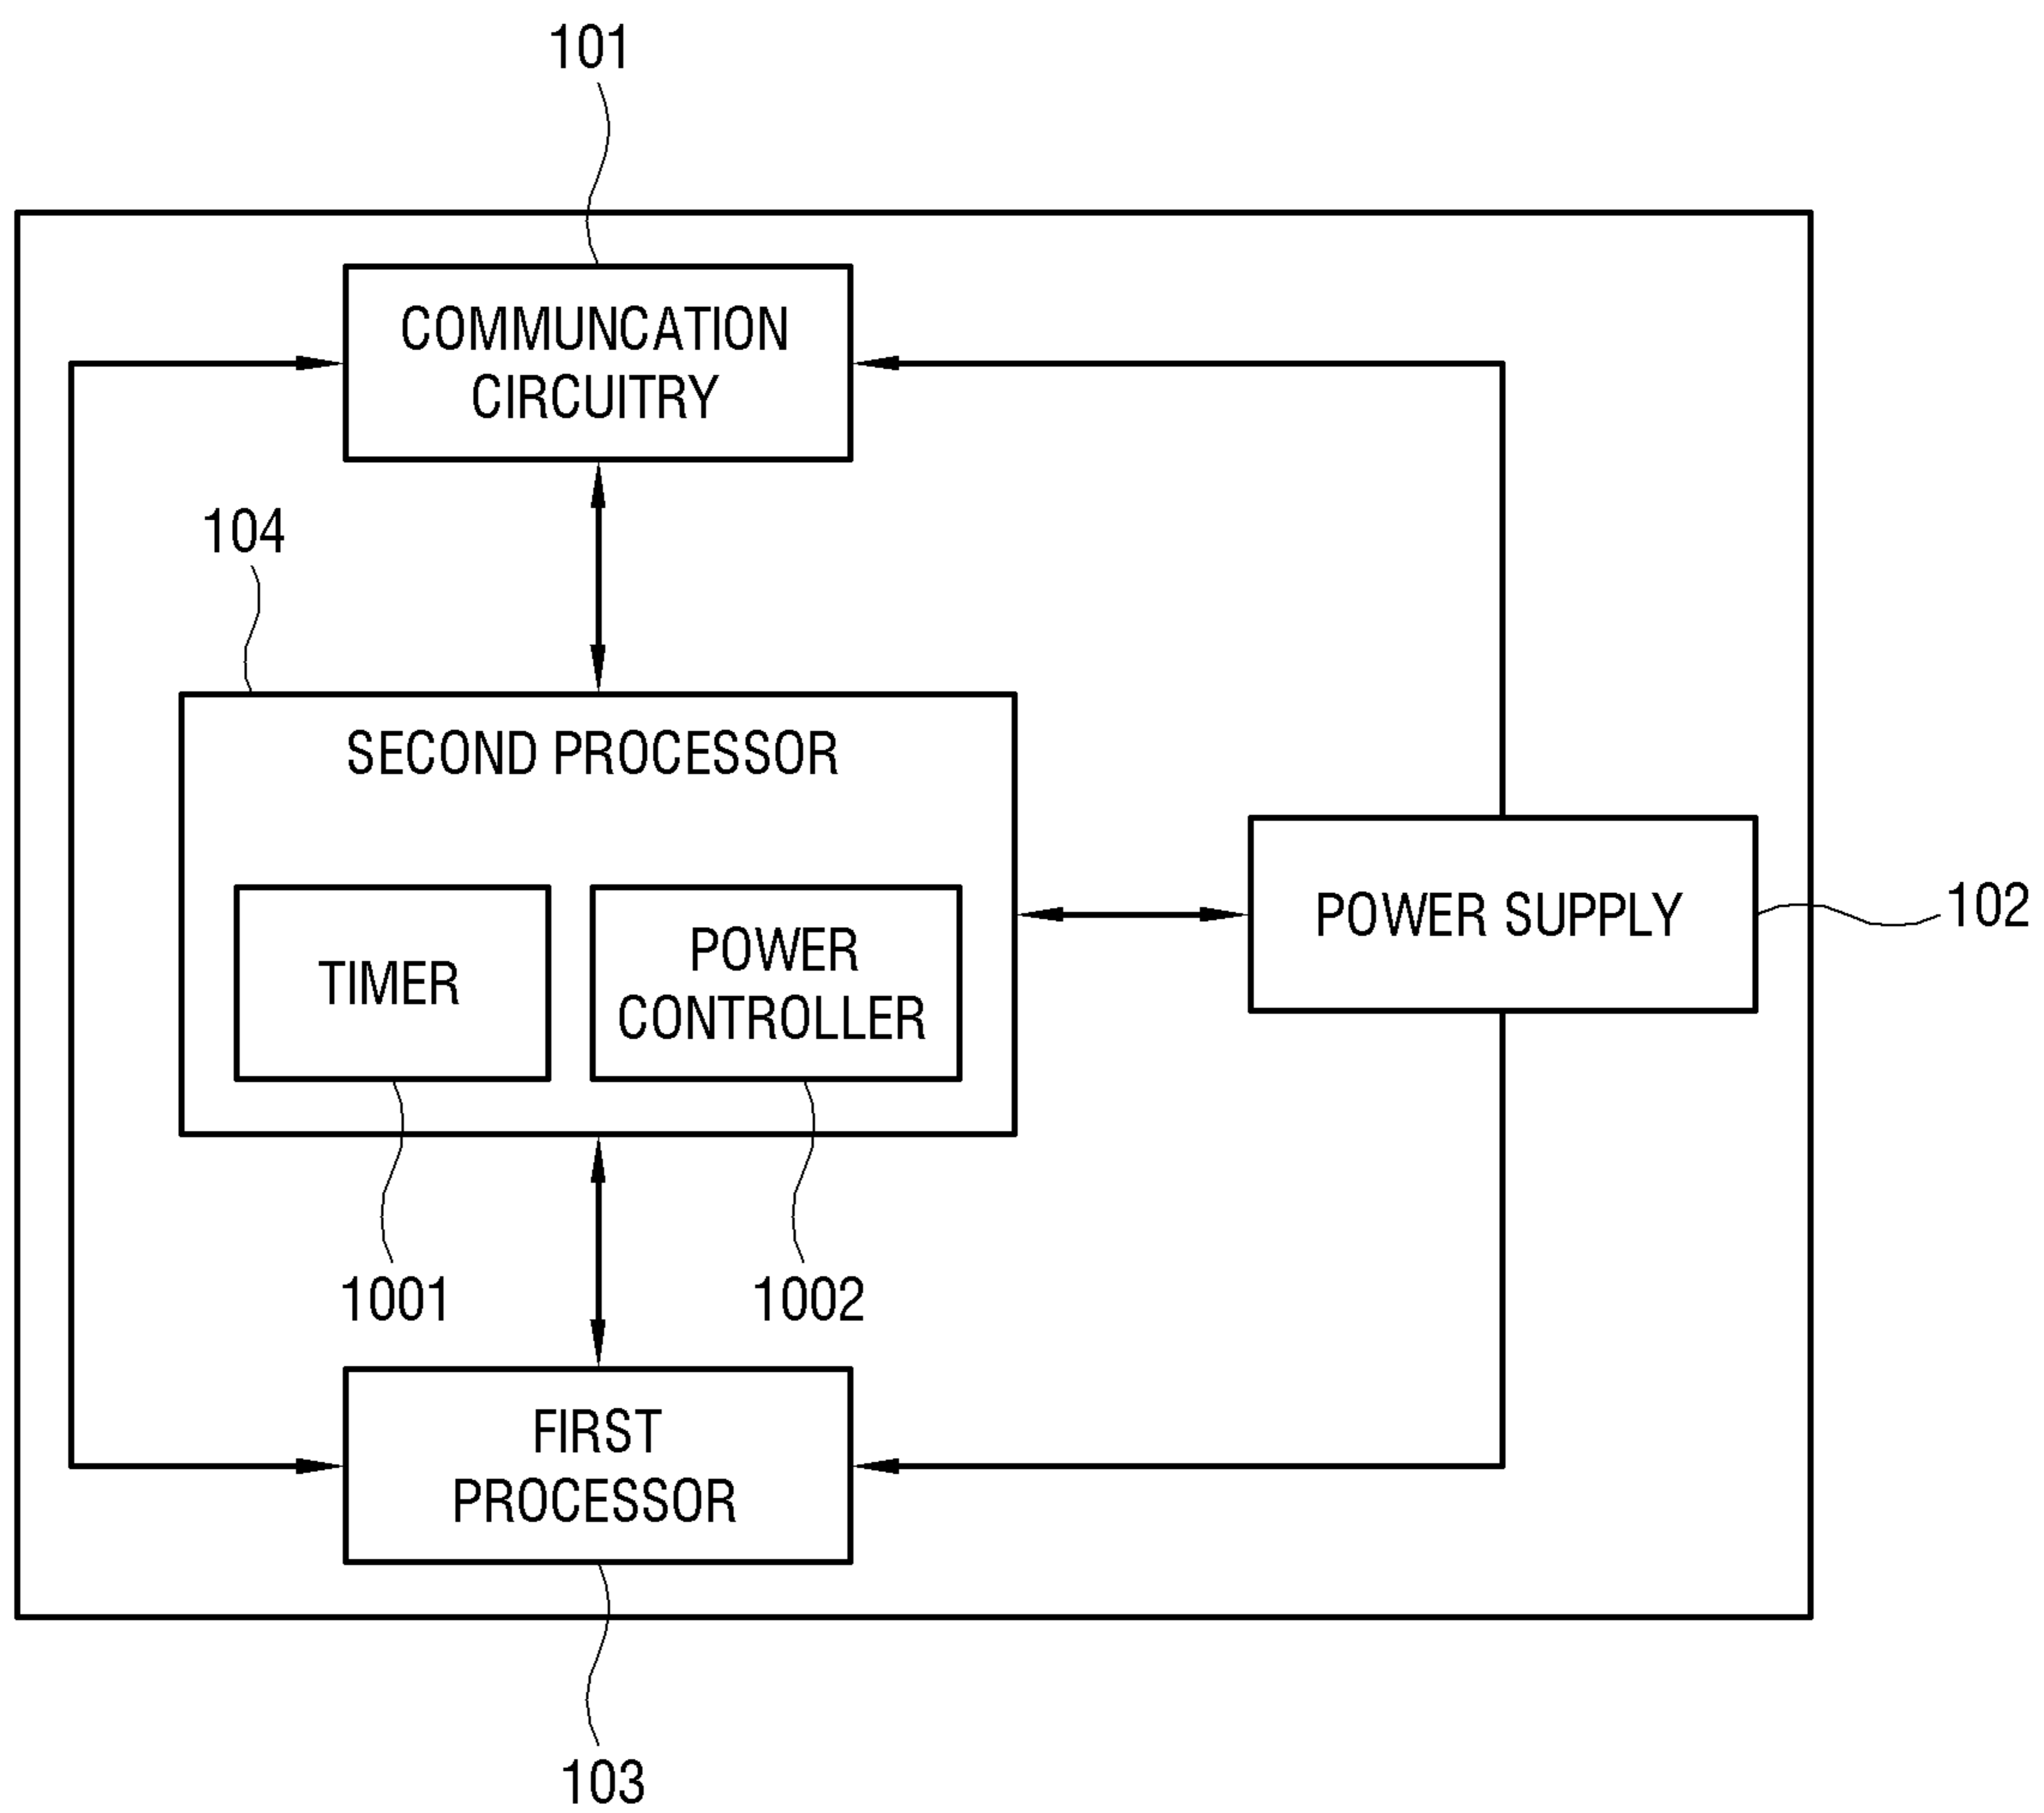 101
COMMUNCATION
CIRCUITRY
104
SECOND PROCESSOR
TIMER
POWER
CONTROLLER
POWER SUPPLY
102
1001
1002
FIRST
PROCESSOR
103